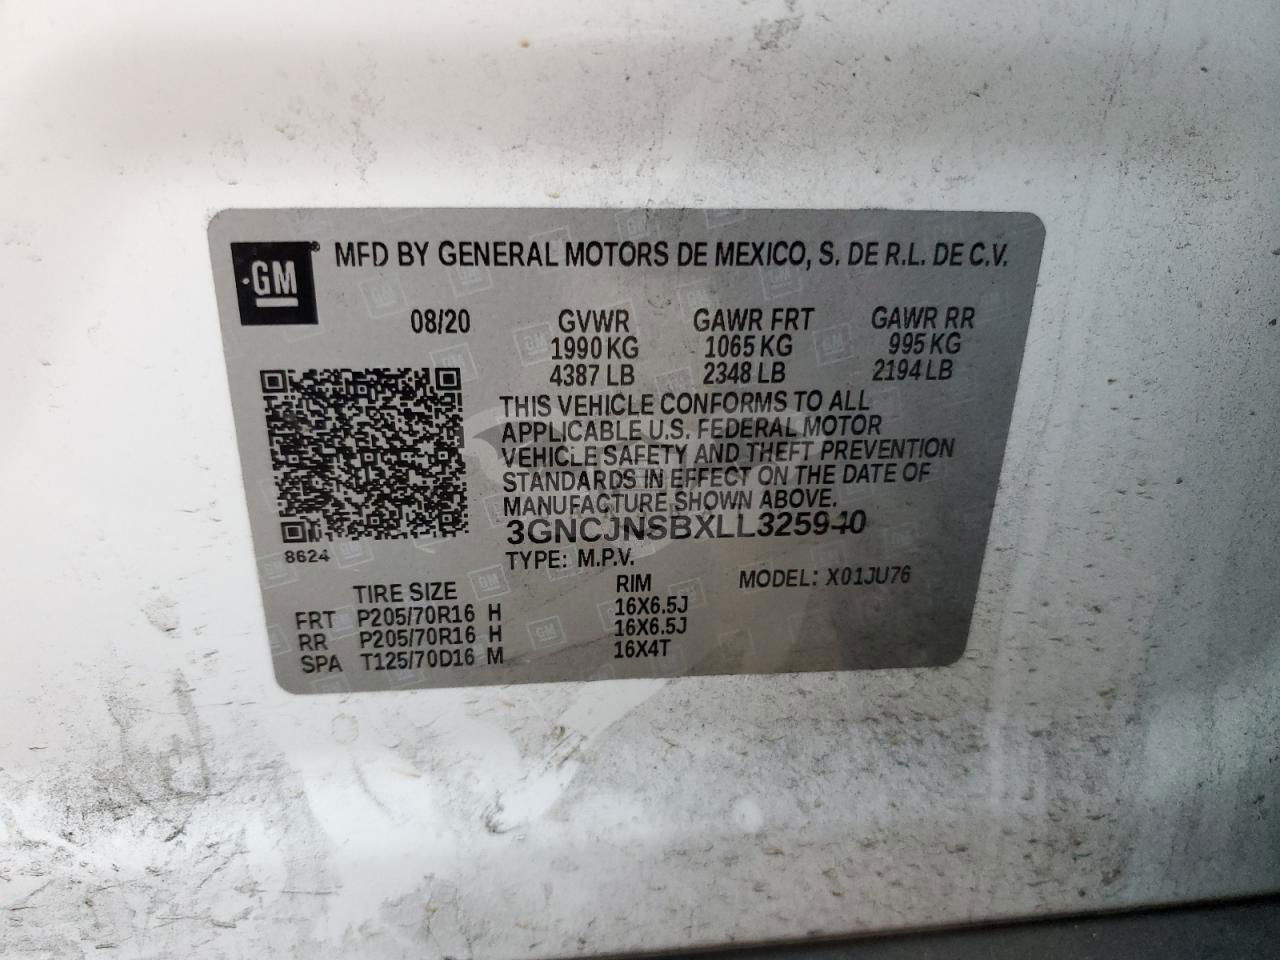 GM® MFD BY GENERAL MOTORS DE MEXICO, S. DE R.L. DE C.V.
08/20 GVWR GAWR FRT GAWR RR
1990 KG 1065 KG 995 KG
4387 LB 2348 LB 2194 LB
THIS VEHICLE CONFORMS TO ALL
APPLICABLE U.S. FEDERAL MOTOR
VEHICLE SAFETY AND THEFT PREVENTION
STANDARDS IN EFFECT ON THE DATE OF
MANUFACTURE SHOWN ABOVE.
3GNCJNSBXLL325940
8624
TYPE: M.P.V.
MODEL: X01JU76
TIRE SIZE RIM
FRT P205/70R16 H 16X6.5J
RR P205/70R16 H 16X6.5J
SPA T125/70D16 M 16X4T